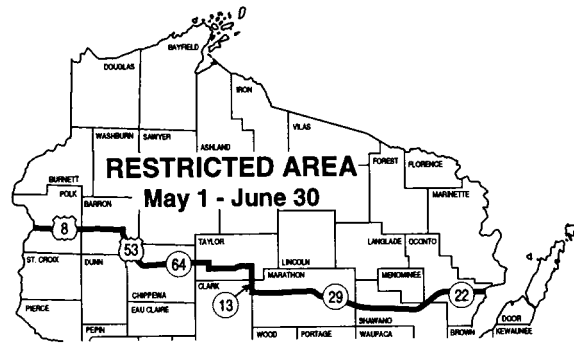 BAYFIELD
DOUGLAS
IRON
VILAS
WASHBURN
SAWYER
ASHLAND
FOREST
FLORENCE
RESTRICTED AREA
BURNETT
MARINETTE
POLK
May 1 - June 30
BARRON
8
53
TAYLOR
LANGLADE
OCONTO
ST. CROIX
DUNN
64
LINCOLN
MARATHON
MENOMINEE
CLARK
CHIPPEWA
13
29
22
PIERCE
EAU CLAIRE
SHAWANO
DOOR
PEPIN
WOOD
PORTAGE
WAUPACA
BROWN
KEWAUNEE